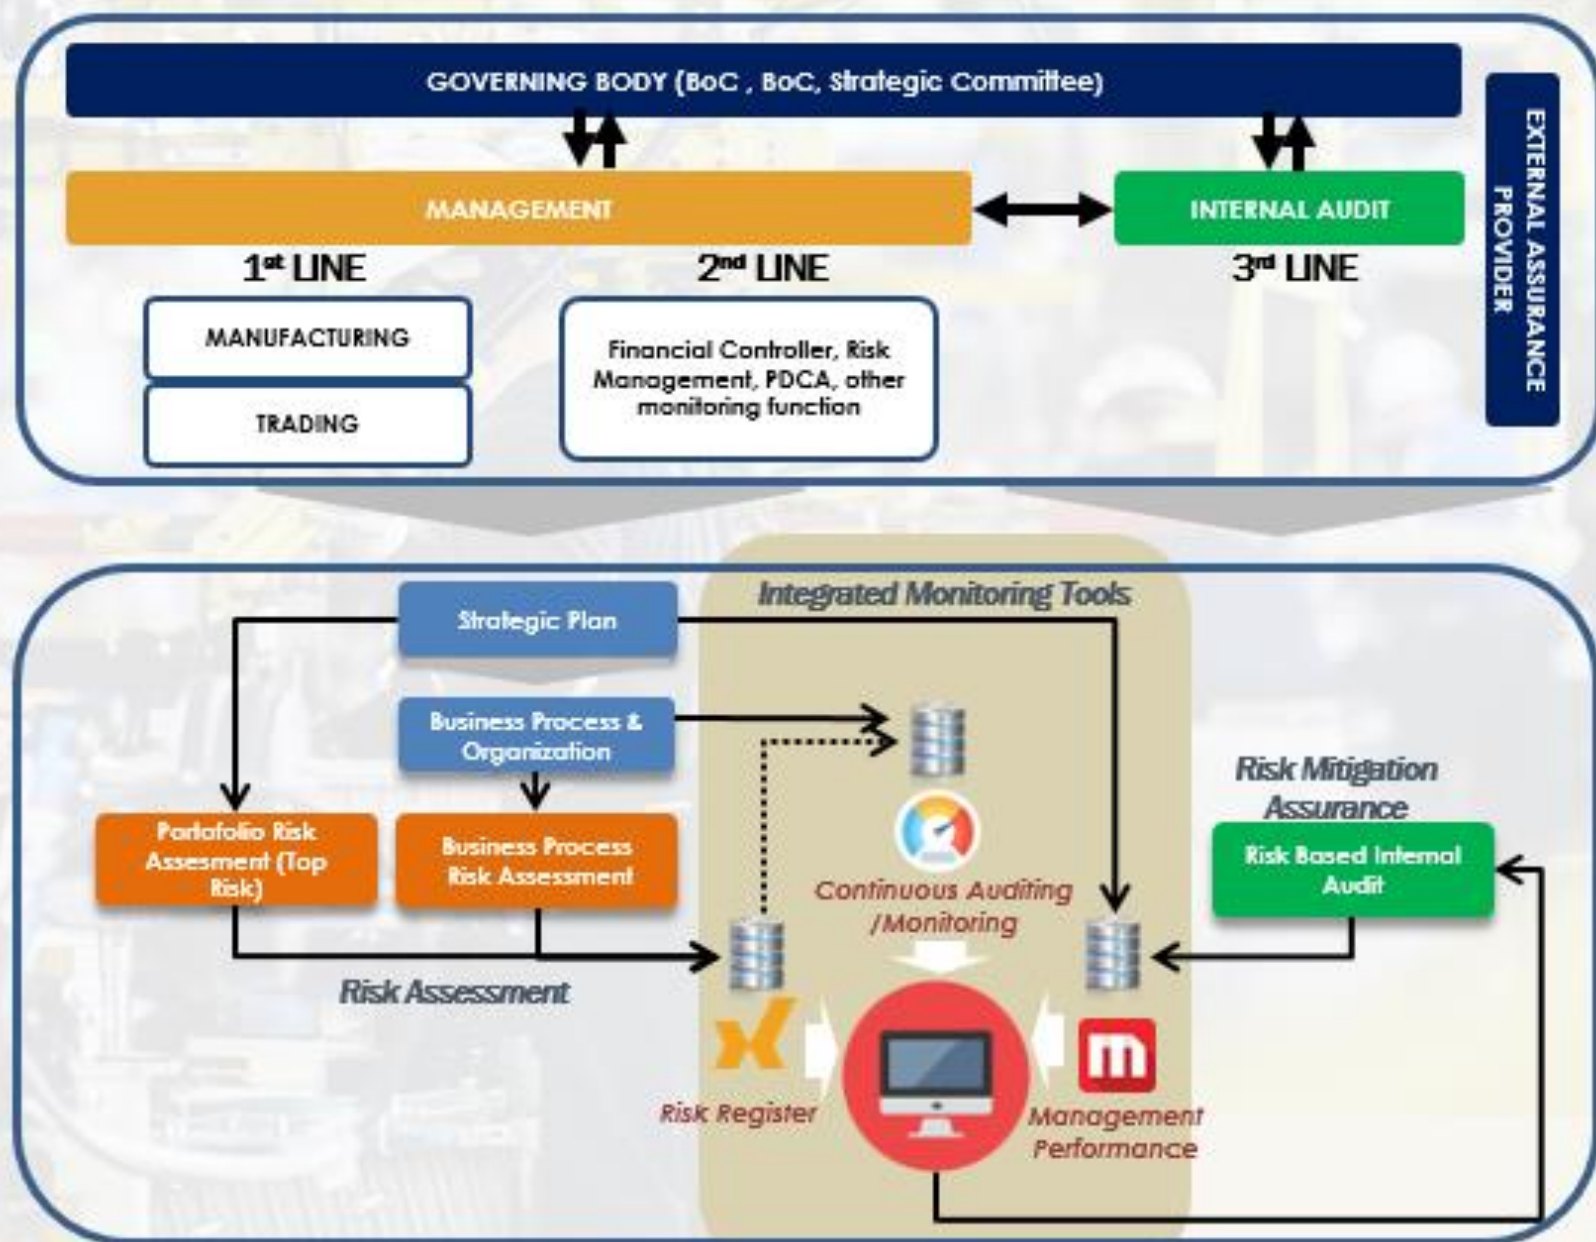 GOVERNING BODY (BoC , BoC, Strategic Committee)
EXTERNAL ASSURANCE
PROVIDER
MANAGEMENT
INTERNAL AUDIT
1st LINE
2nd LINE
3rd LINE
MANUFACTURING
TRADING
Financial Controller, Risk
Management, PDCA, other
monitoring function
Integrated Monitoring Tools
Strategic Plan
Business Process &
Organization
Portofolio Risk
Assesment (Top
Risk)
Business Process
Risk Assessment
Risk Assessment
Continuous Auditing
/Monitoring
Risk Mitigation
Assurance
Risk Based Internal
Audit
Risk Register
m
Management
Performance